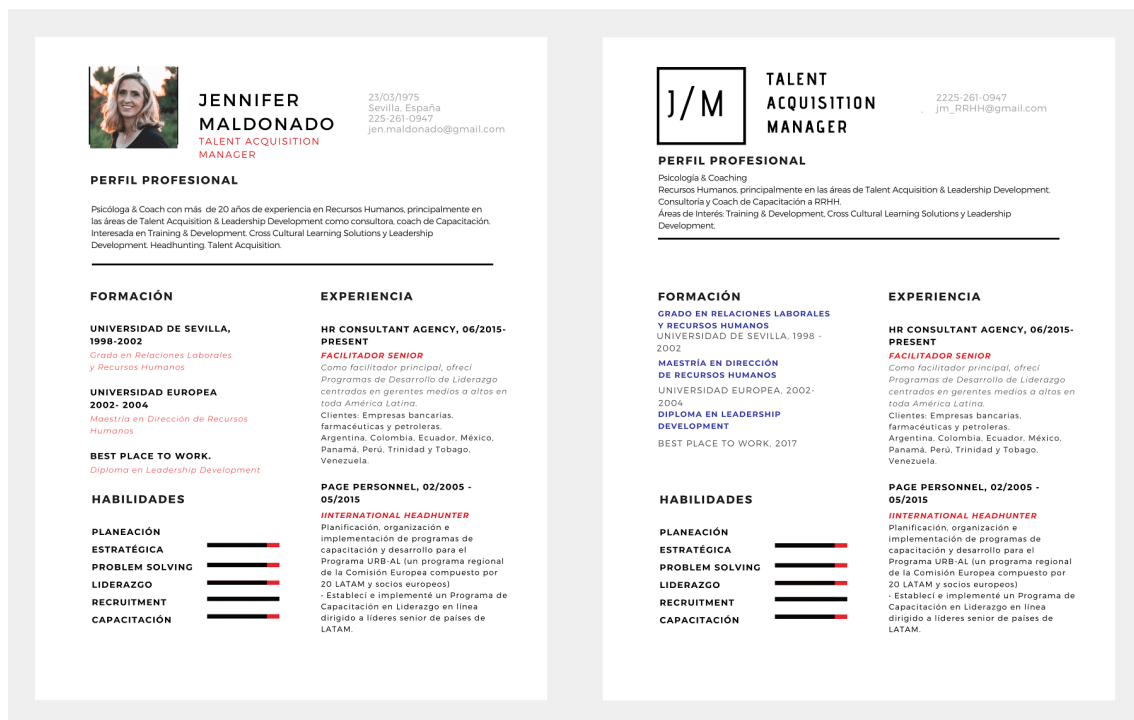 JENNIFER
MALDONADO
TALENT ACQUISITION
MANAGER
23/03/1975
Sevilla, España
225-261-0947
jen.maldonado@gmail.com
PERFIL PROFESIONAL
Psicóloga & Coach con más de 20 años de experiencia en Recursos Humanos, principalmente en
las áreas de Talent Acquisition & Leadership Development como consultora, coach de Capacitación.
Interesada en Training & Development. Cross Cultural Learning Solutions y Leadership
Development. Headhunting. Talent Acquisition.
FORMACIÓN
UNIVERSIDAD DE SEVILLA,
1998-2002
Grado en Relaciones Laborales
y Recursos Humanos
UNIVERSIDAD EUROPEA
2002- 2004
Maestría en Dirección de Recursos
Humanos
BEST PLACE TO WORK.
Diploma en Leadership Development
HABILIDADES
PLANEACIÓN
ESTRATÉGICA
PROBLEM SOLVING
LIDERAZGO
RECRUITMENT
CAPACITACIÓN
EXPERIENCIA
HR CONSULTANT AGENCY, 06/2015-
PRESENT
FACILITADOR SENIOR
Como facilitador principal, ofrecí
Programas de Desarrollo de Liderazgo
centrados en gerentes medios a altos en
toda América Latina.
Clientes: Empresas bancarias,
farmacéuticas y petroleras.
Argentina, Colombia, Ecuador, México,
Panamá, Perú, Trinidad y Tobago,
Venezuela.
PAGE PERSONNEL, 02/2005 -
05/2015
IINTERNATIONAL HEADHUNTER
Planificación, organización e
implementación de programas de
capacitación y desarrollo para el
Programa URB-AL (un programa regional
de la Comisión Europea compuesto por
20 LATAM y socios europeos)
- Establecí e implementé un Programa de
Capacitación en Liderazgo en línea
dirigido a líderes senior de países de
LATAM.
J/M
TALENT
ACQUISITION
MANAGER
2225-261-0947
jm_RRHH@gmail.com
PERFIL PROFESIONAL
Psicología & Coaching
Recursos Humanos, principalmente en las áreas de Talent Acquisition & Leadership Development.
Consultoría y Coach de Capacitación a RRHH.
Áreas de Interés: Training & Development, Cross Cultural Learning Solutions y Leadership
Development.
FORMACIÓN
GRADO EN RELACIONES LABORALES
Y RECURSOS HUMANOS
UNIVERSIDAD DE SEVILLA, 1998 -
2002
MAESTRÍA EN DIRECCIÓN
DE RECURSOS HUMANOS
UNIVERSIDAD EUROPEA, 2002-
2004
DIPLOMA EN LEADERSHIP
DEVELOPMENT
BEST PLACE TO WORK, 2017
HABILIDADES
PLANEACIÓN
ESTRATÉGICA
PROBLEM SOLVING
LIDERAZGO
RECRUITMENT
CAPACITACIÓN
EXPERIENCIA
HR CONSULTANT AGENCY, 06/2015-
PRESENT
FACILITADOR SENIOR
Como facilitador principal, ofrecí
Programas de Desarrollo de Liderazgo
centrados en gerentes medios a altos en
toda América Latina.
Clientes: Empresas bancarias,
farmacéuticas y petroleras.
Argentina, Colombia, Ecuador, México,
Panamá, Perú, Trinidad y Tobago,
Venezuela.
PAGE PERSONNEL, 02/2005 -
05/2015
IINTERNATIONAL HEADHUNTER
Planificación, organización e
implementación de programas de
capacitación y desarrollo para el
Programa URB-AL (un programa regional
de la Comisión Europea compuesto por
20 LATAM y socios europeos)
- Establecí e implementé un Programa de
Capacitación en Liderazgo en línea
dirigido a líderes senior de países de
LATAM.